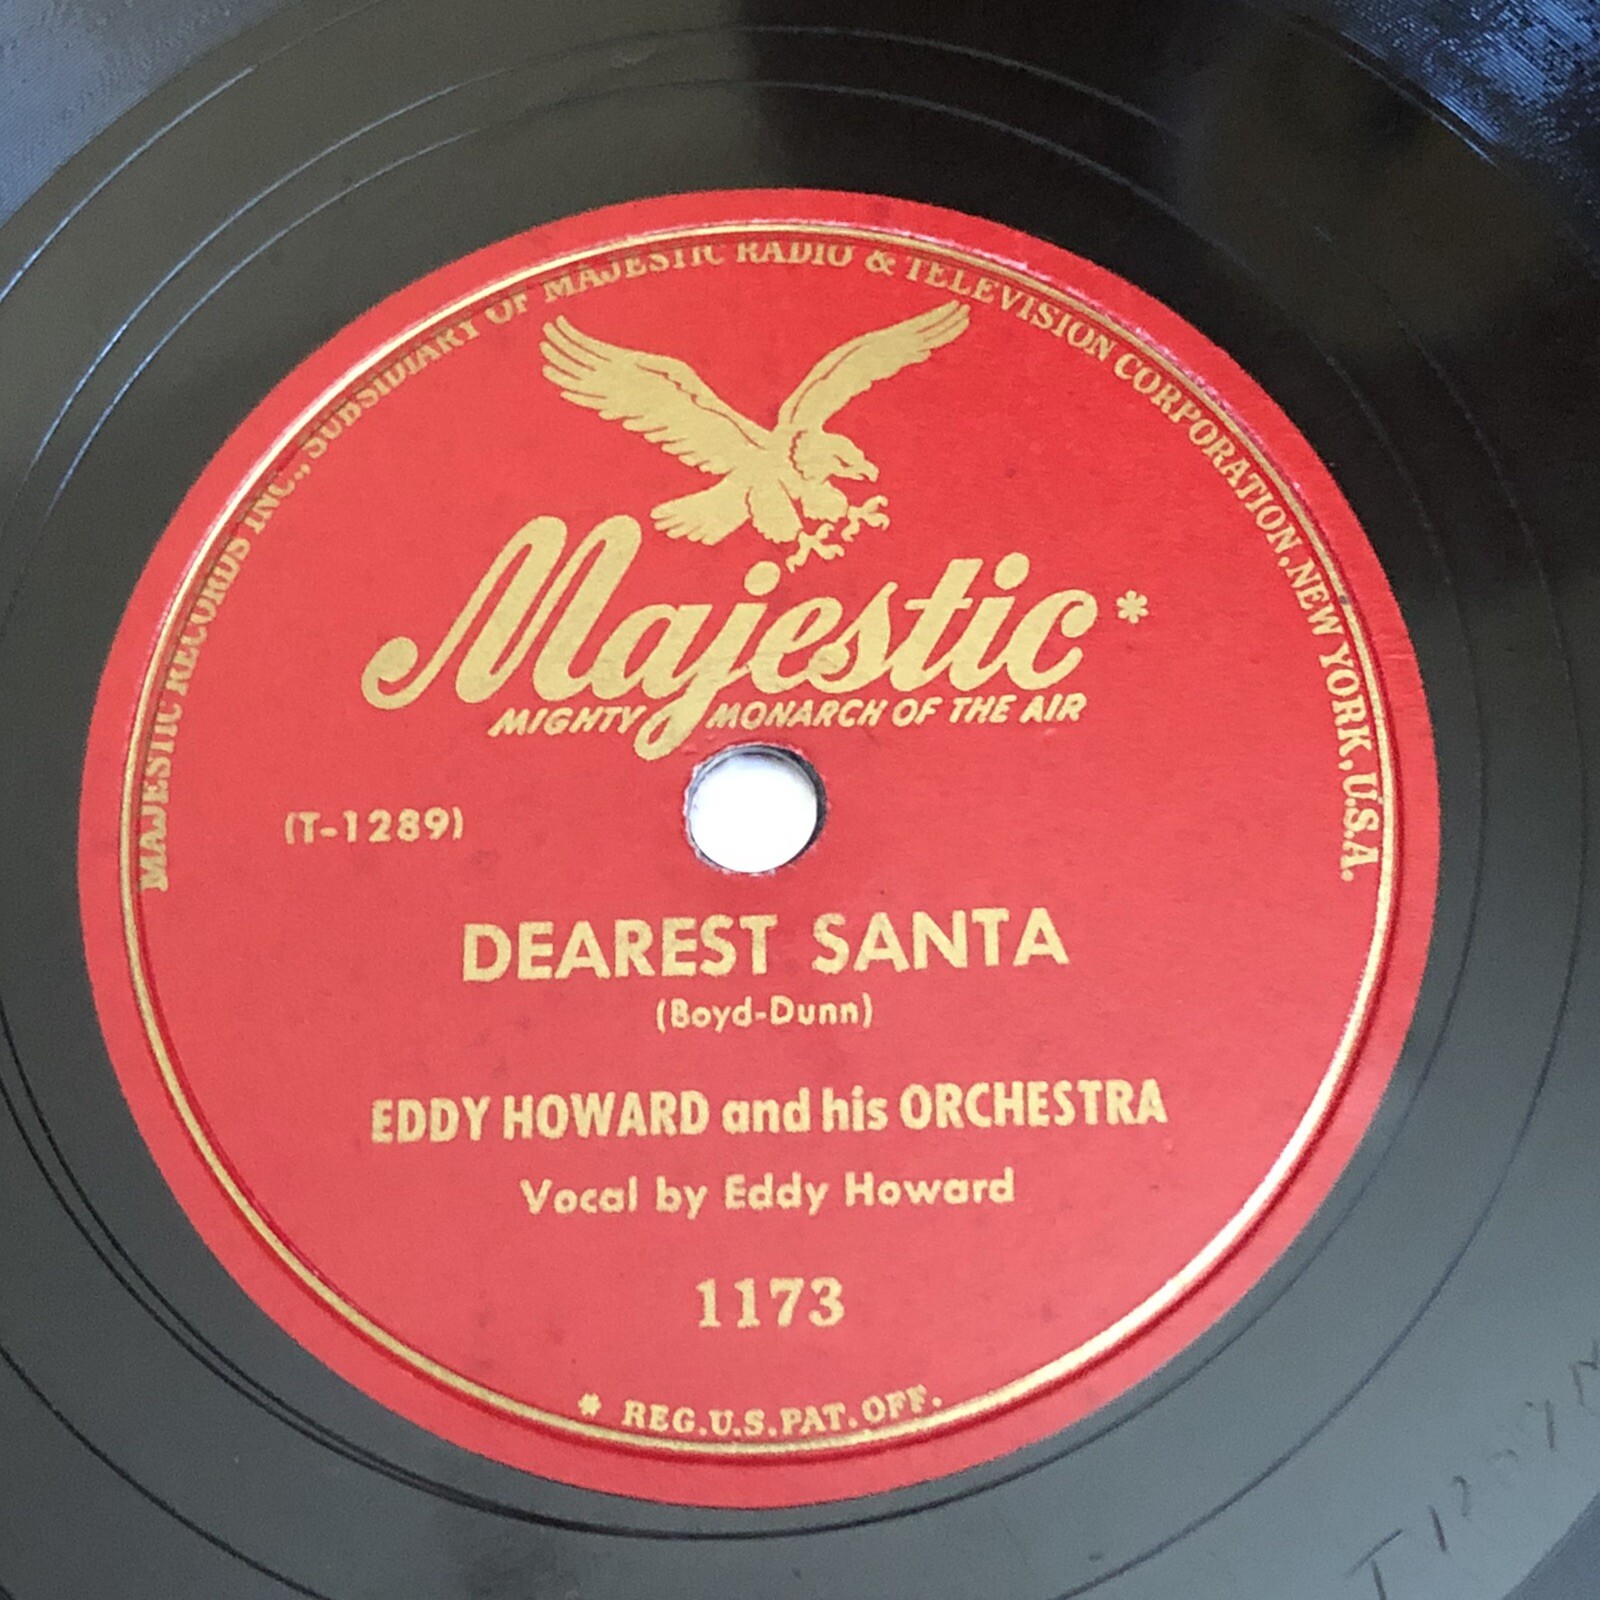 MAJESTIC RECORDS INC., SUBSIDIARY OF MAJESTIC RADIO & TELEVISION CORPORATION, NEW YORK, U.S.A.
Majestic*
MIGHTY MONARCH OF THE AIR
(T-1289)
DEAREST SANTA
(Boyd-Dunn)
EDDY HOWARD and his ORCHESTRA
Vocal by Eddy Howard
1173
* REG.U.S.PAT.OFF.